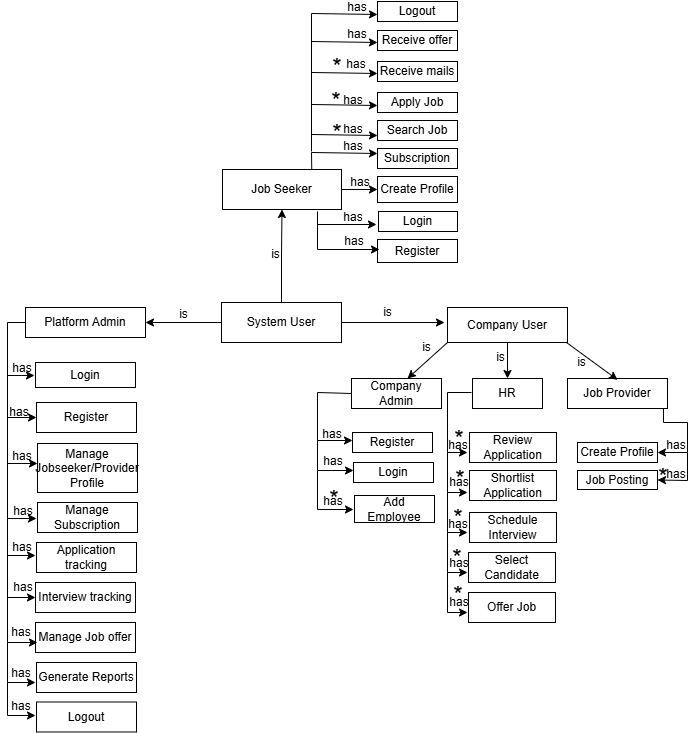 has
Logout
has
Receive offer
* has
Receive mails
* has
Apply Job
* has
Search Job
has
Subscription
Job Seeker
has
Create Profile
has
Login
has
Register
is
Platform Admin
is
System User
is
Company User
is
is
is
has
Login
has
Register
has
Manage
Jobseeker/Provider
Profile
has
Manage
Subscription
has
Application
tracking
has
Interview tracking
has
Manage Job offer
has
Generate Reports
has
Logout
Company
Admin
has
Register
has
Login
*
has
Add
Employee
HR
*
has
Review
Application
*
has
Shortlist
Application
*
has
Schedule
Interview
*
has
Select
Candidate
*
has
Offer Job
Job Provider
Create Profile
has
Job Posting
*has